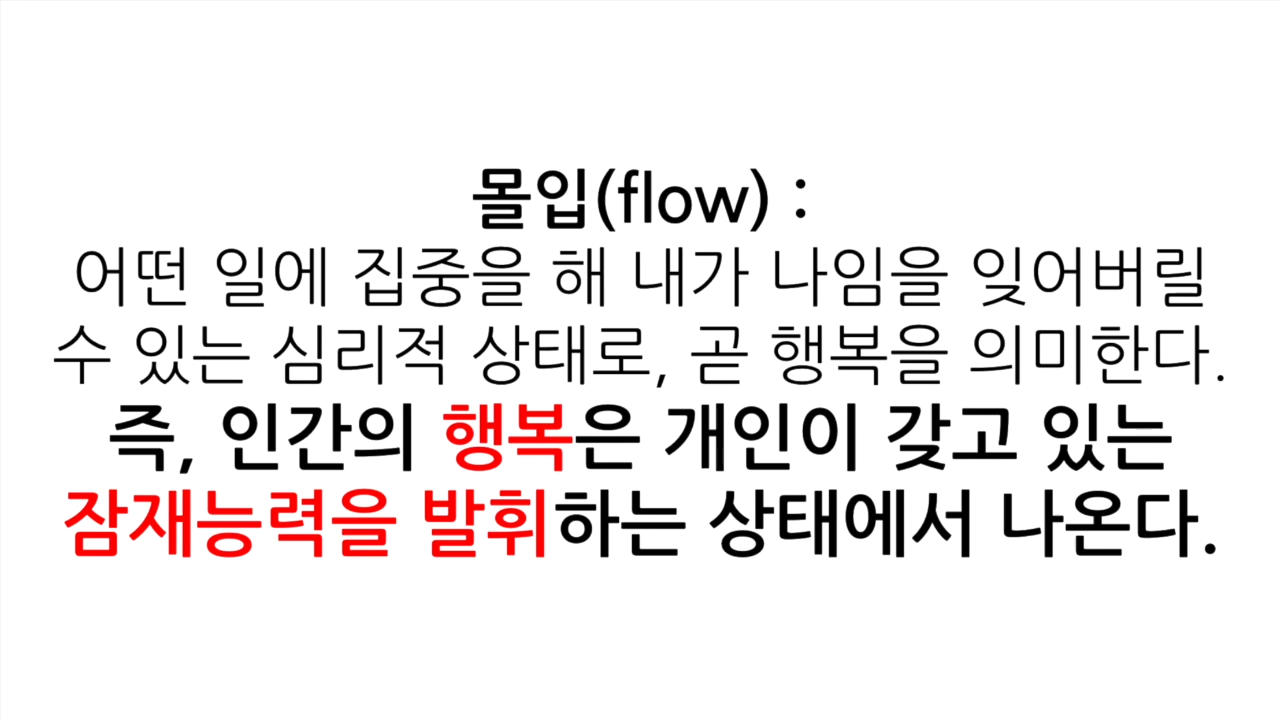 몰입(flow) :
어떤 일에 집중을 해 내가 나임을 잊어버릴
수 있는 심리적 상태로, 곧 행복을 의미한다.
즉, 인간의 행복은 개인이 갖고 있는
잠재능력을 발휘하는 상태에서 나온다.